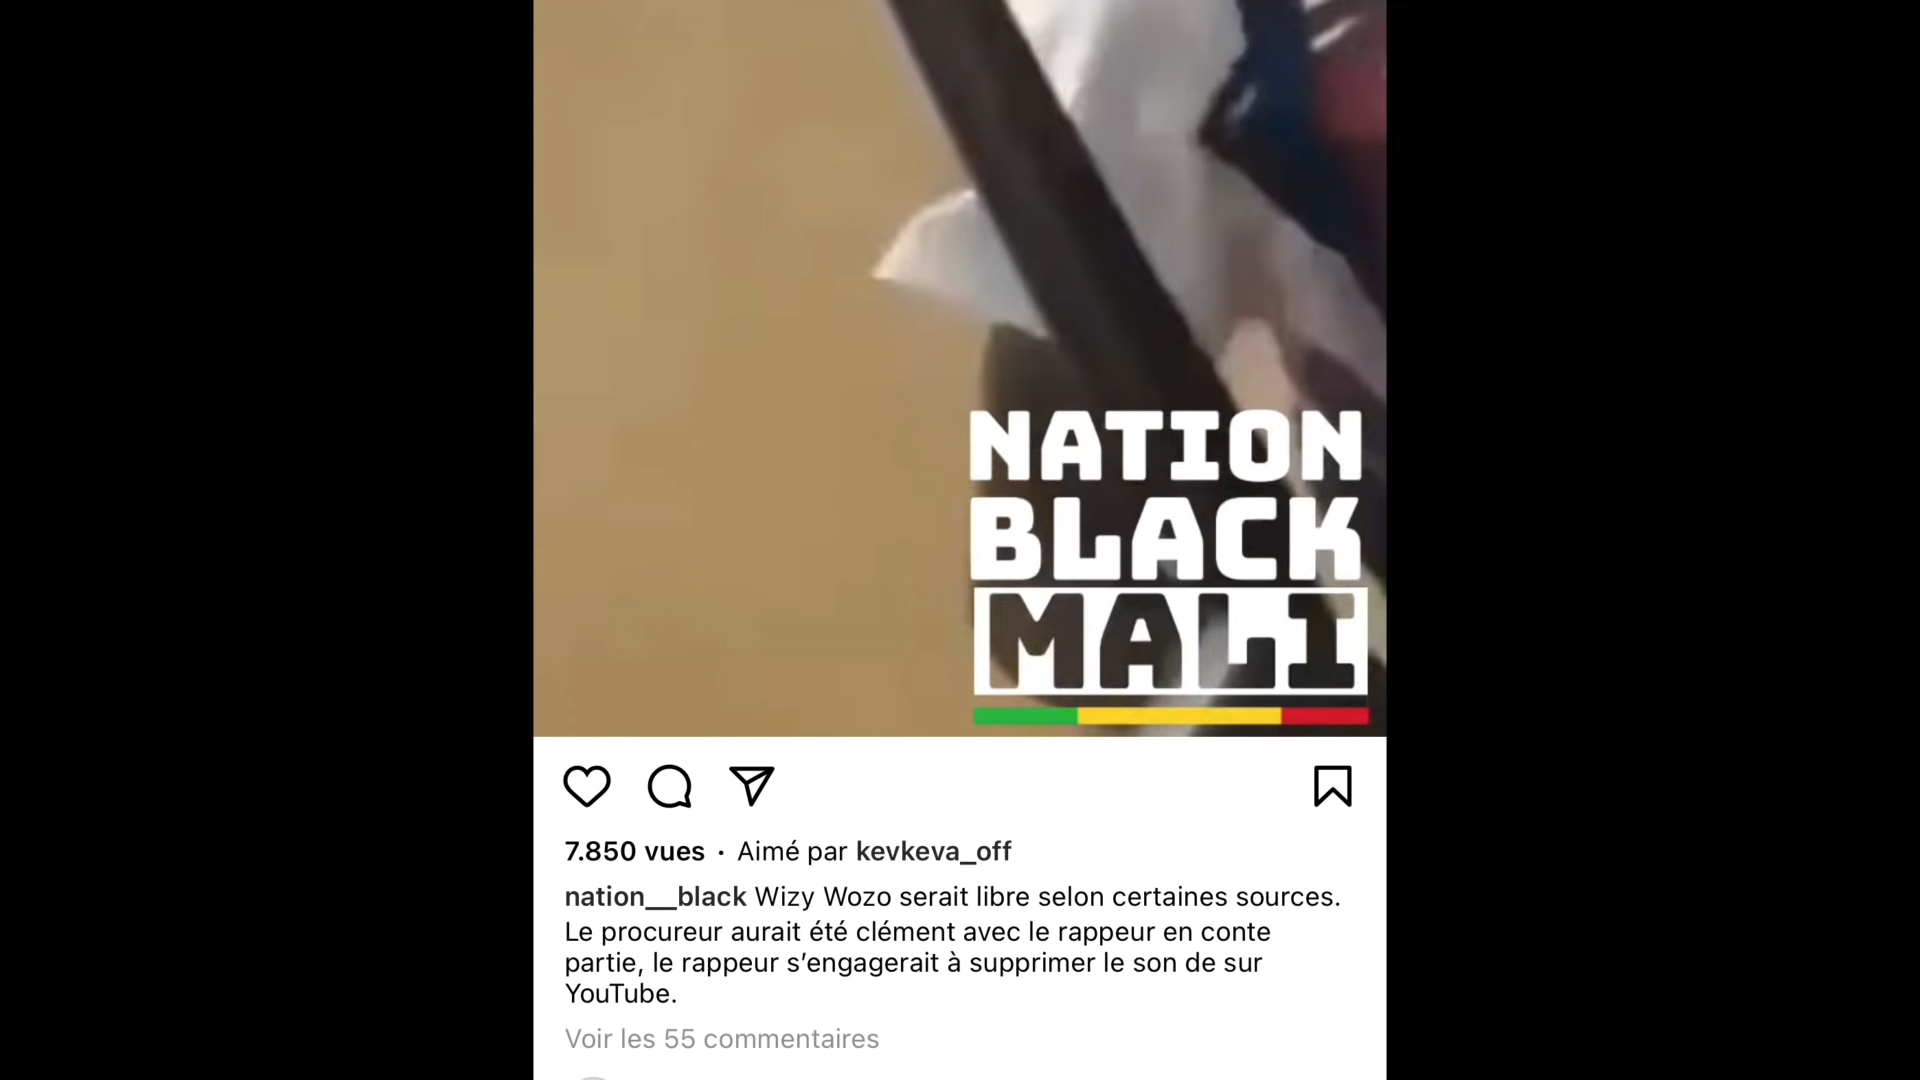 NATION
BLACK
MALI
7.850 vues · Aimé par kevkeva_off
nation__black Wizy Wozo serait libre selon certaines sources.
Le procureur aurait été clément avec le rappeur en conte
partie, le rappeur s’engagerait à supprimer le son de sur
YouTube.
Voir les 55 commentaires